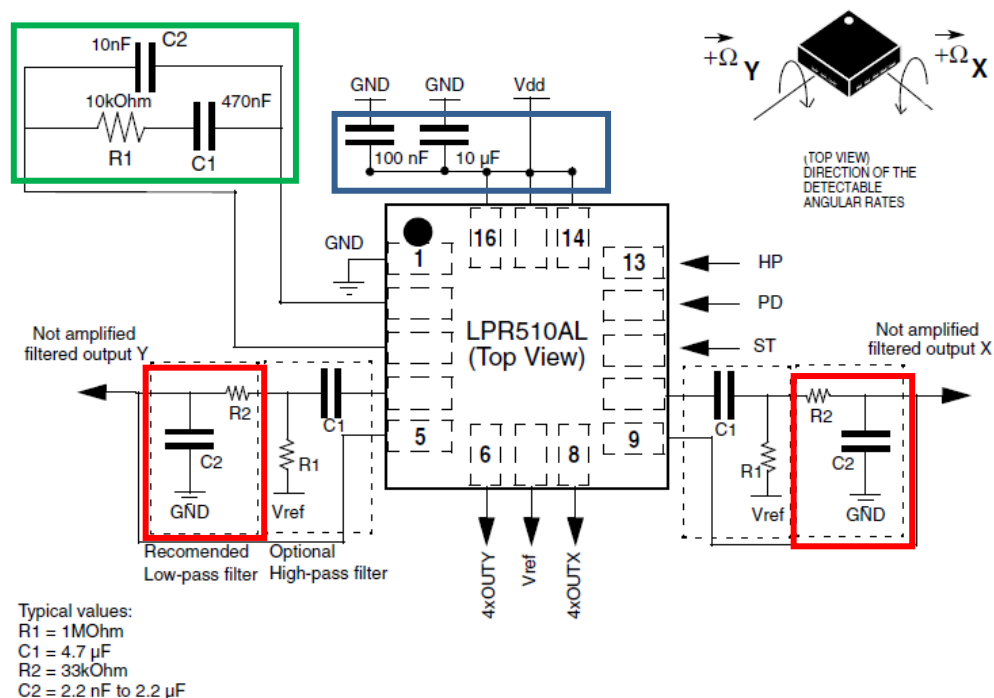 C2
10nF
10kOhm
470nF
R1
C1
GND
GND
Vdd
100 nF
10 µF
+Ω Y
+Ω X
(TOP VIEW)
DIRECTION OF THE
DETECTABLE
ANGULAR RATES
16
14
GND
1
13
HP
PD
ST
LPR510AL
(Top View)
Not amplified
filtered output Y
Not amplified
filtered output X
R2
C1
C2
R1
GND
Vref
5
6
8
9
C1
R2
R1
C2
Vref
GND
Recomended
Low-pass filter
Optional
High-pass filter
4xOUTY
Vref
4xOUTX
Typical values:
R1 = 1MOhm
C1 = 4.7 µF
R2 = 33kOhm
C2 = 2.2 nF to 2.2 µF